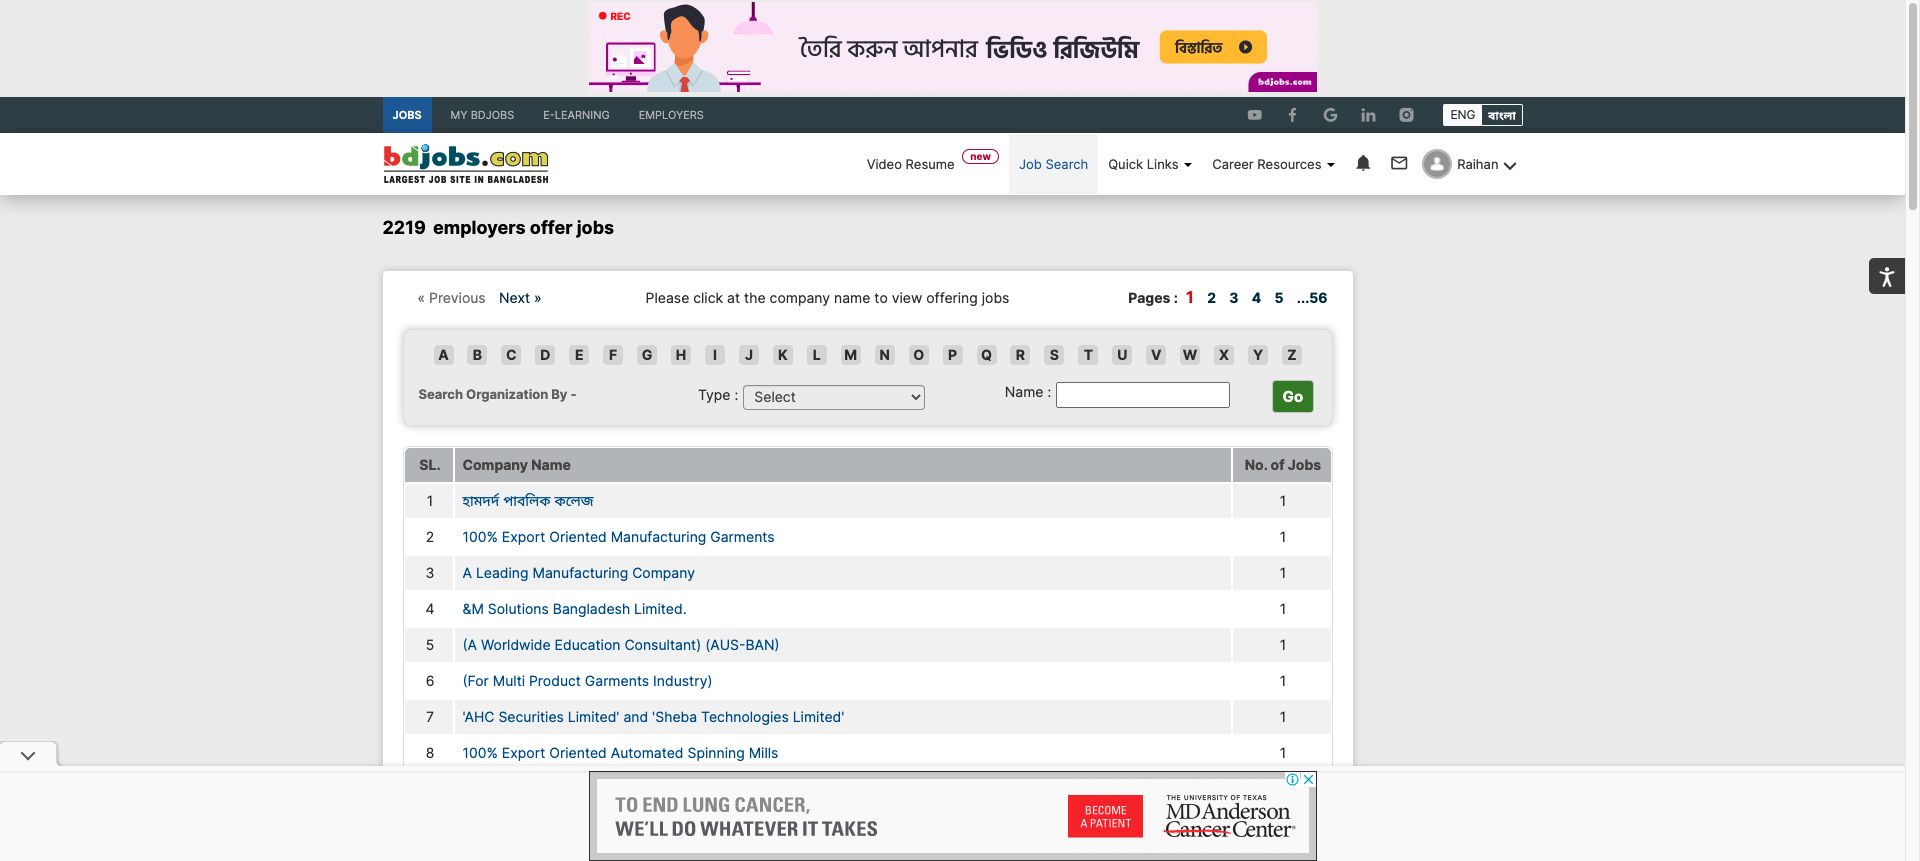 REC
তৈরি করুন আপনার ভিডিও রিজিউমি
বিস্তারিত
bdjobs.com
JOBS MY BDJOBS E-LEARNING EMPLOYERS ENG বাংলা
bdjobs.com
LARGEST JOB SITE IN BANGLADESH
Video Resume new Job Search Quick Links Career Resources Raihan
2219 employers offer jobs
« Previous Next » Please click at the company name to view offering jobs Pages : 1 2 3 4 5 ...56
A B C D E F G H I J K L M N O P Q R S T U V W X Y Z
Search Organization By - Type : Select Name : Go
SL. Company Name No. of Jobs
1 হামদর্দ পাবলিক কলেজ 1
2 100% Export Oriented Manufacturing Garments 1
3 A Leading Manufacturing Company 1
4 &M Solutions Bangladesh Limited. 1
5 (A Worldwide Education Consultant) (AUS-BAN) 1
6 (For Multi Product Garments Industry) 1
7 'AHC Securities Limited' and 'Sheba Technologies Limited' 1
8 100% Export Oriented Automated Spinning Mills 1
TO END LUNG CANCER,
WE'LL DO WHATEVER IT TAKES
BECOME
A PATIENT
THE UNIVERSITY OF TEXAS
MD Anderson
Cancer Center